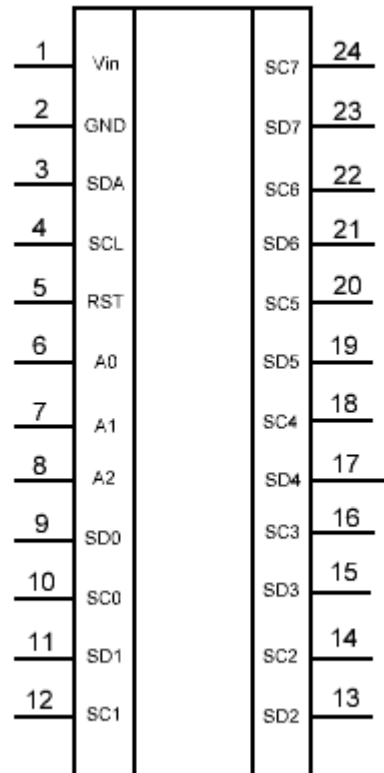 1 Vin SC7 24
2 GND SD7 23
3 SDA SC6 22
4 SCL SD6 21
5 RST SC5 20
6 A0 SD5 19
7 A1 SC4 18
8 A2 SD4 17
9 SD0 SC3 16
10 SC0 SD3 15
11 SD1 SC2 14
12 SC1 SD2 13